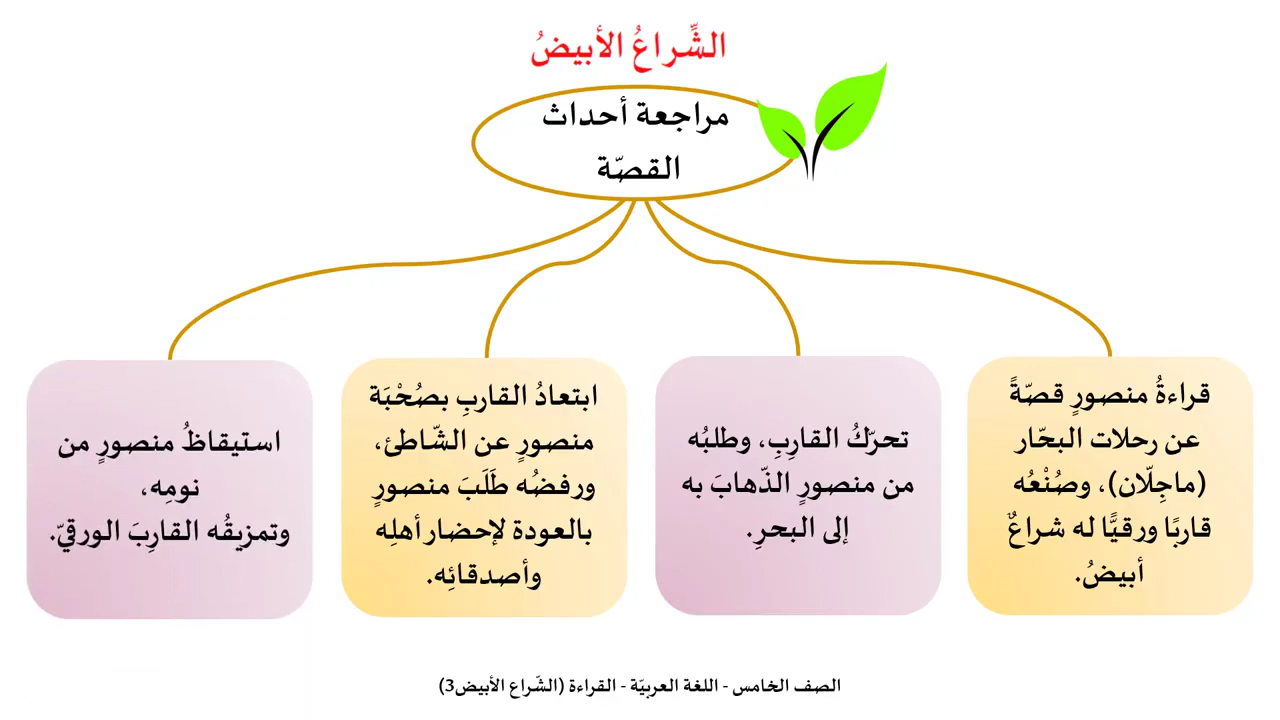 الشِّراعُ الأبيضُ
مراجعة أحداث
القصّة
قراءةُ منصورٍ قصّةً
عن رحلات البحّار
(ماجِلّان)، وصُنْعُه
قاربًا ورقيًّا له شراعٌ
أبيضُ.
تحرّكُ القارِبِ، وطلبُه
من منصورٍ الذّهابَ به
إلى البحرِ.
ابتعادُ القاربِ بصُحْبَة
منصورٍ عن الشّاطئ،
ورفضُه طَلَبَ منصورٍ
بالعودة لإحضار أهلِه
وأصدقائِه.
استيقاظُ منصورٍ من
نومِه،
وتمزيقُه القارِبَ الورقيّ.
الصف الخامس - اللغة العربيّة - القراءة (الشّراع الأبيض3)